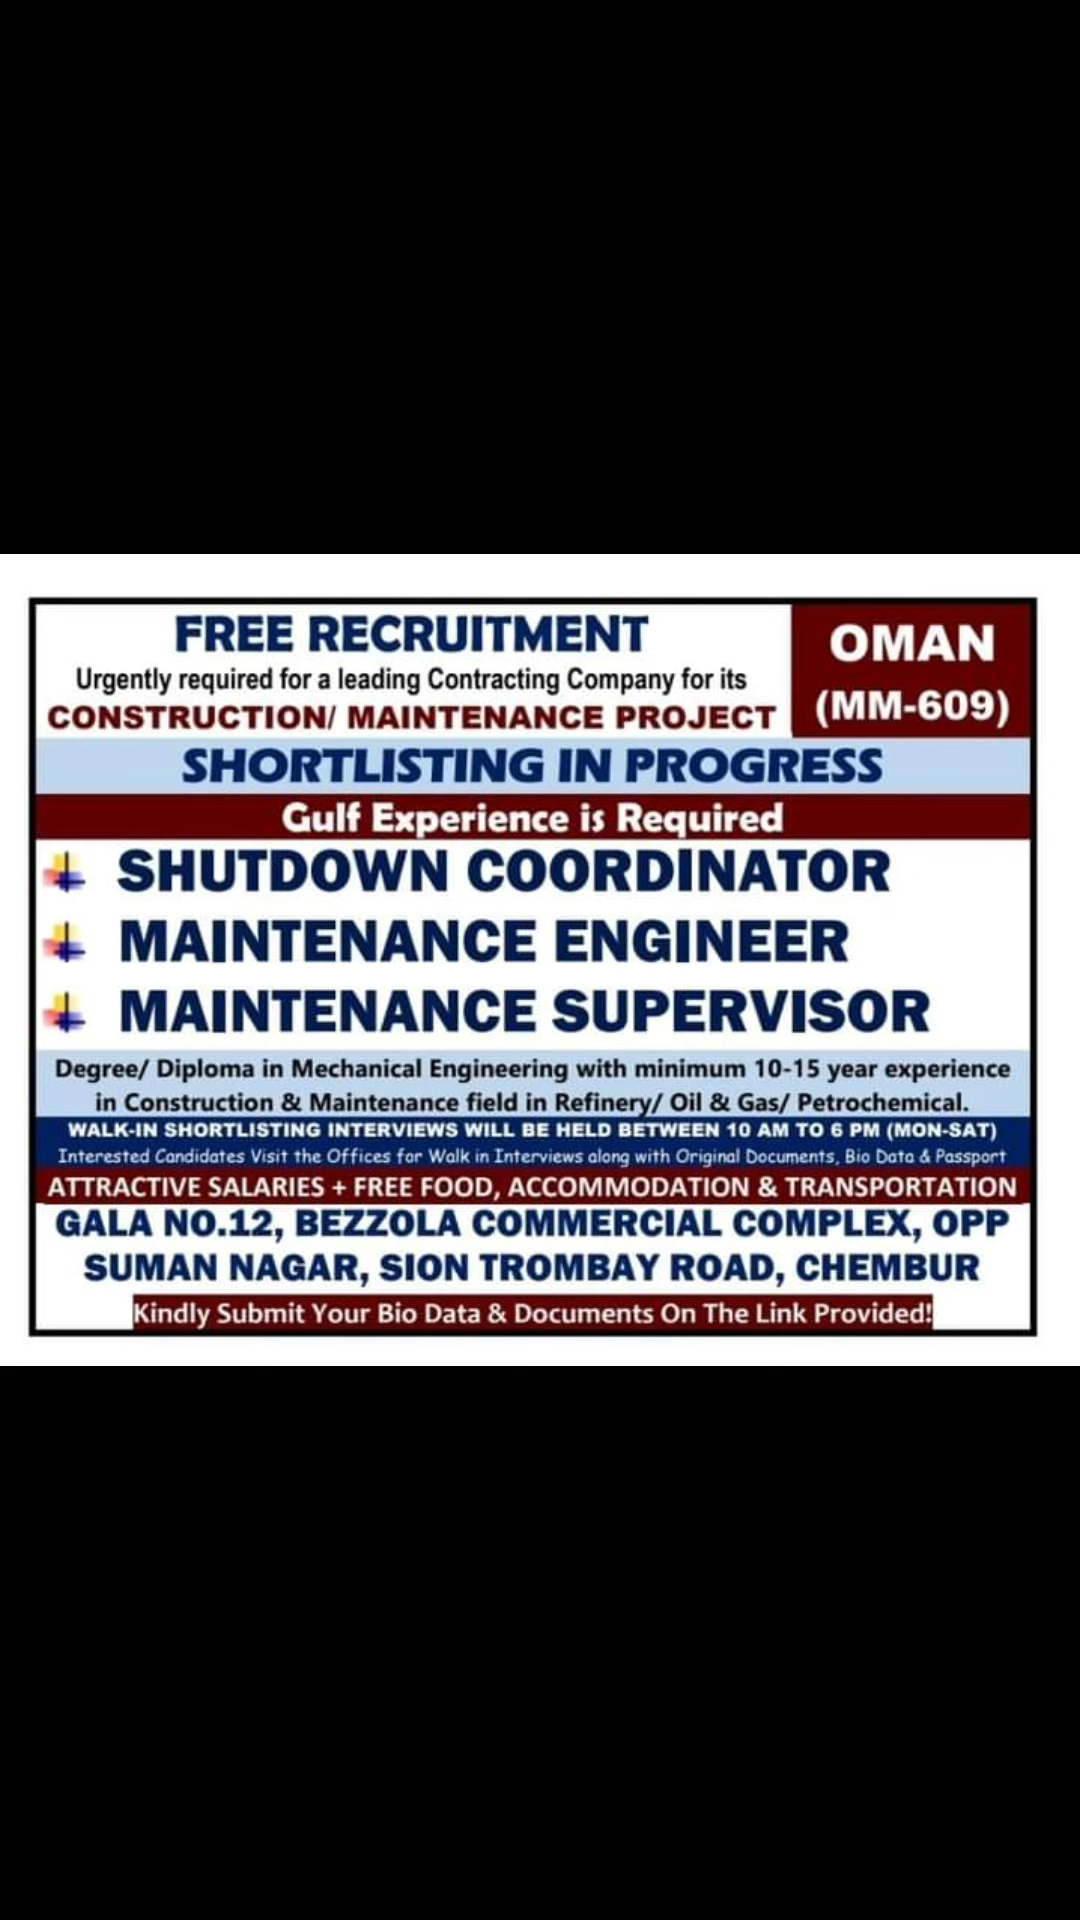 FREE RECRUITMENT
Urgently required for a leading Contracting Company for its
CONSTRUCTION/ MAINTENANCE PROJECT
OMAN
(MM-609)
SHORTLISTING IN PROGRESS
Gulf Experience is Required
SHUTDOWN COORDINATOR
MAINTENANCE ENGINEER
MAINTENANCE SUPERVISOR
Degree/ Diploma in Mechanical Engineering with minimum 10-15 year experience
in Construction & Maintenance field in Refinery/ Oil & Gas/ Petrochemical.
WALK-IN SHORTLISTING INTERVIEWS WILL BE HELD BETWEEN 10 AM TO 6 PM (MON-SAT)
Interested Candidates Visit the Offices for Walk in Interviews along with Original Documents, Bio Data & Passport
ATTRACTIVE SALARIES + FREE FOOD, ACCOMMODATION & TRANSPORTATION
GALA NO.12, BEZZOLA COMMERCIAL COMPLEX, OPP
SUMAN NAGAR, SION TROMBAY ROAD, CHEMBUR
Kindly Submit Your Bio Data & Documents On The Link Provided!